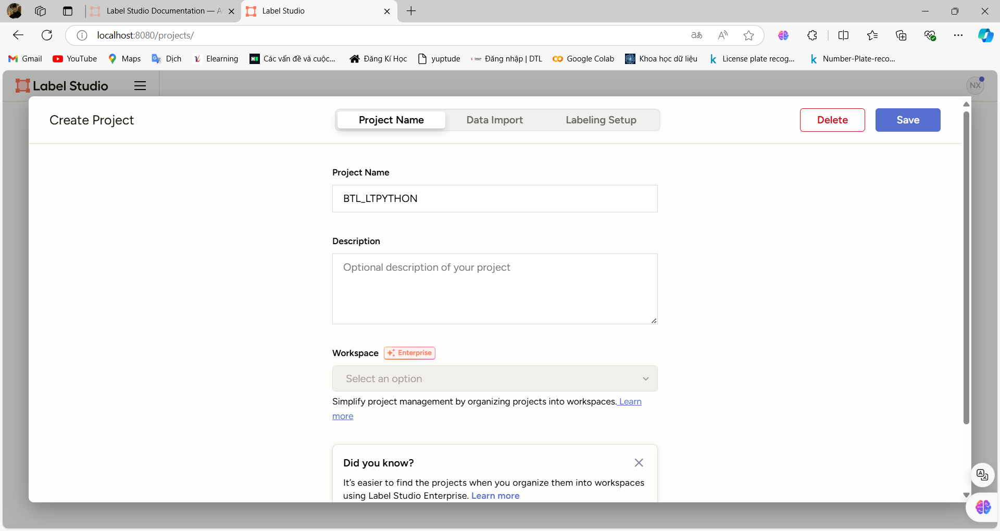 Label Studio Documentation — A
Label Studio
localhost:8080/projects/
Gmail
YouTube
Maps
Dịch
Elearning
Các vấn đề và cuộc...
Đăng Kí Học
yuptude
Đăng nhập | DTL
Google Colab
Khoa học dữ liệu
License plate recog...
Number-Plate-reco...
Label Studio
NX
Create Project
Project Name
Data Import
Labeling Setup
Delete
Save
Project Name
BTL_LTPYTHON
Description
Optional description of your project
Workspace
Enterprise
Select an option
Simplify project management by organizing projects into workspaces. Learn
more
Did you know?
It's easier to find the projects when you organize them into workspaces
using Label Studio Enterprise. Learn more